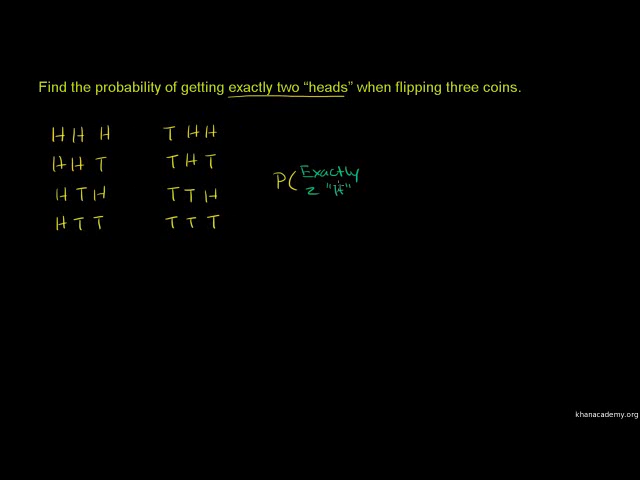 Find the probability of getting exactly two “heads” when flipping three coins.
H H H T H H
H H T T H T
H T H T T H
H T T T T T
P( Exactly
2 "H"
khanacademy.org